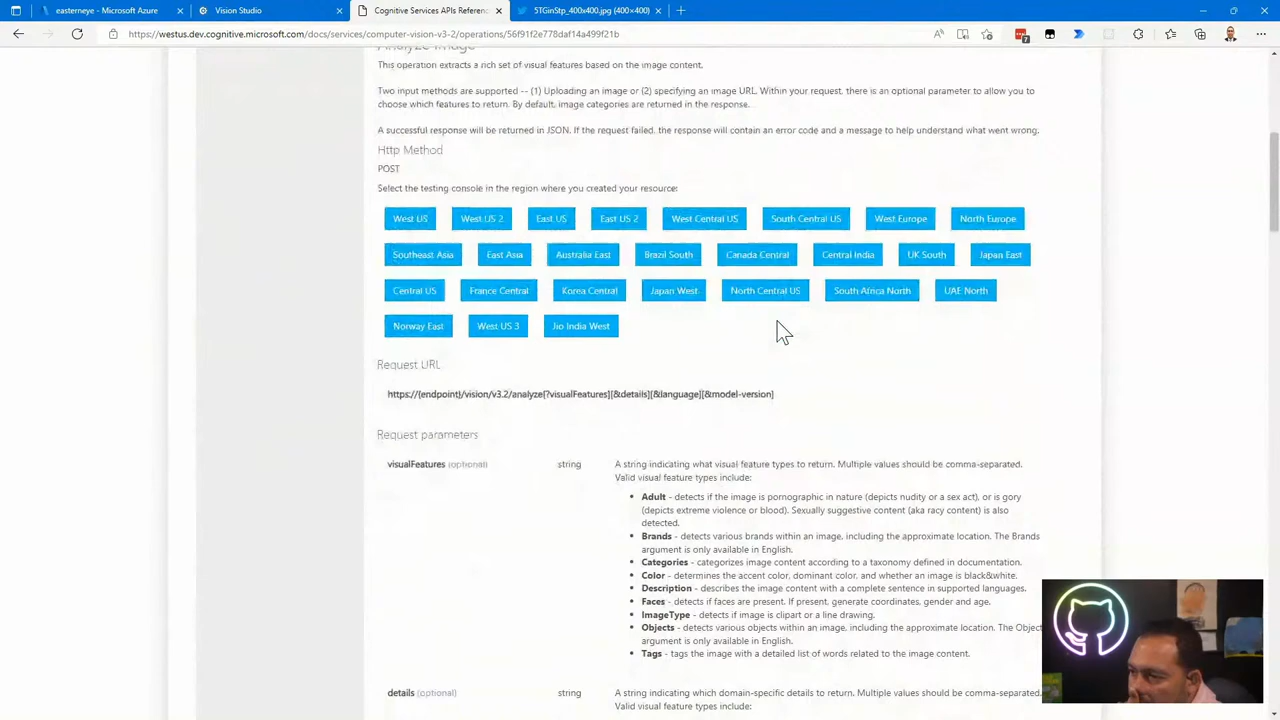 easterneye - Microsoft Azure
Vision Studio
Cognitive Services APIs Referenc
5TGinStp_400x400.jpg (400×400)
https://westus.dev.cognitive.microsoft.com/docs/services/computer-vision-v3-2/operations/56f91f2e778daf14a499f21b
7
Analyze Image
This operation extracts a rich set of visual features based on the image content.
Two input methods are supported -- (1) Uploading an image or (2) specifying an image URL. Within your request, there is an optional parameter to allow you to
choose which features to return. By default, image categories are returned in the response.
A successful response will be returned in JSON. If the request failed, the response will contain an error code and a message to help understand what went wrong.
Http Method
POST
Select the testing console in the region where you created your resource:
West US West US 2 East US East US 2 West Central US South Central US West Europe North Europe
Southeast Asia East Asia Australia East Brazil South Canada Central Central India UK South Japan East
Central US France Central Korea Central Japan West North Central US South Africa North UAE North
Norway East West US 3 Jio India West
Request URL
https://{endpoint}/vision/v3.2/analyze[?visualFeatures][&details][&language][&model-version]
Request parameters
visualFeatures (optional) string A string indicating what visual feature types to return. Multiple values should be comma-separated.
Valid visual feature types include:
• Adult - detects if the image is pornographic in nature (depicts nudity or a sex act), or is gory
(depicts extreme violence or blood). Sexually suggestive content (aka racy content) is also
detected.
• Brands - detects various brands within an image, including the approximate location. The Brands
argument is only available in English.
• Categories - categorizes image content according to a taxonomy defined in documentation.
• Color - determines the accent color, dominant color, and whether an image is black&white.
• Description - describes the image content with a complete sentence in supported languages.
• Faces - detects if faces are present. If present, generate coordinates, gender and age.
• ImageType - detects if image is clipart or a line drawing.
• Objects - detects various objects within an image, including the approximate location. The Object
argument is only available in English.
• Tags - tags the image with a detailed list of words related to the image content.
details (optional) string A string indicating which domain-specific details to return. Multiple values should be comma-separated.
Valid visual feature types include: